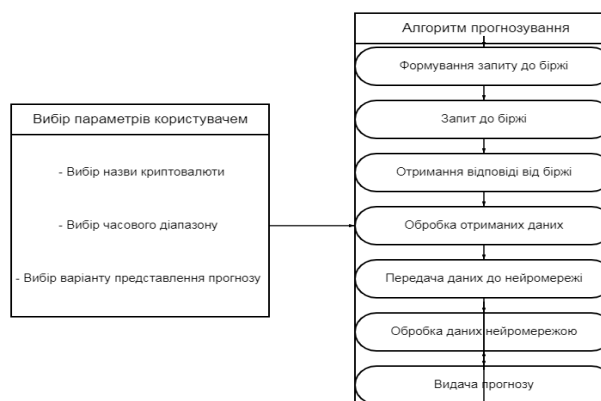 Вибір параметрів користувачем
- Вибір назви криптовалюти
- Вибір часового діапазону
- Вибір варіанту представлення прогнозу
Алгоритм прогнозування
Формування запиту до біржі
Запит до біржі
Отримання відповіді від біржі
Обробка отриманих даних
Передача даних до нейромережі
Обробка даних нейромережою
Видача прогнозу